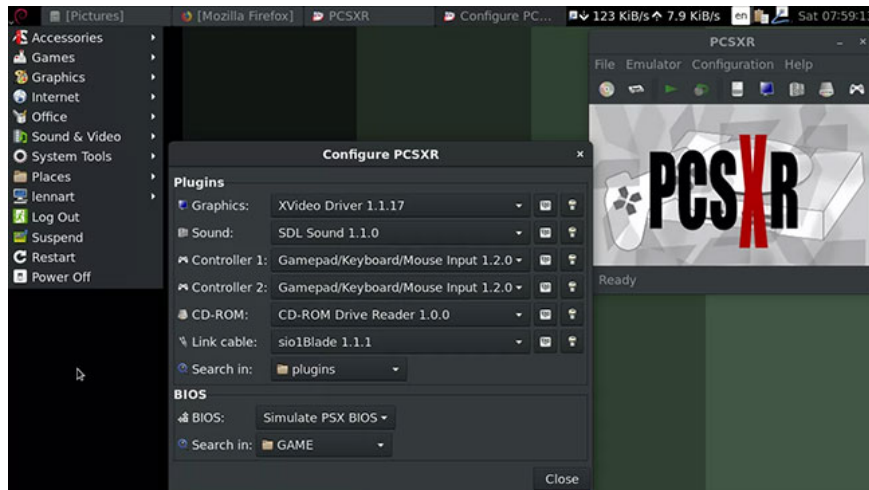 [Pictures] [Mozilla Firefox] PCSXR Configure PC... 123 KiB/s 7.9 KiB/s en Sat 07:59:1
Accessories
Games
Graphics
Internet
Office
Sound & Video
System Tools
Places
lennart
Log Out
Suspend
Restart
Power Off
Configure PCSXR
Plugins
Graphics: XVideo Driver 1.1.17
Sound: SDL Sound 1.1.0
Controller 1: Gamepad/Keyboard/Mouse Input 1.2.0
Controller 2: Gamepad/Keyboard/Mouse Input 1.2.0
CD-ROM: CD-ROM Drive Reader 1.0.0
Link cable: sio1Blade 1.1.1
Search in: plugins
BIOS
BIOS: Simulate PSX BIOS
Search in: GAME
Close
PCSXR
File Emulator Configuration Help
PCSXR
Ready